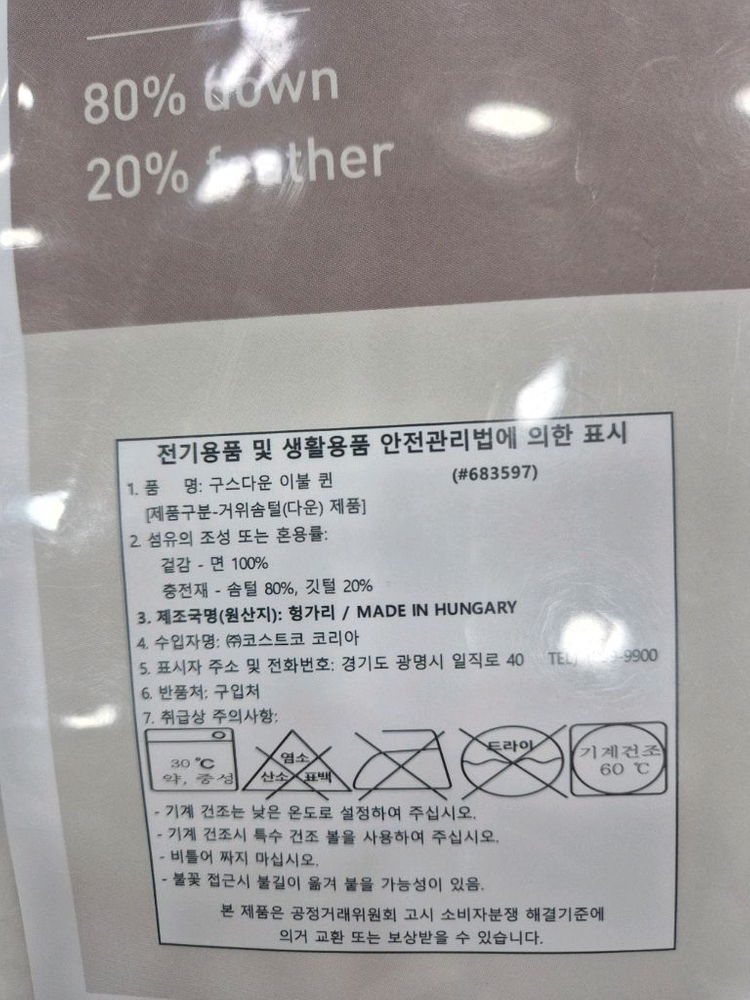 80% down
20% feather
전기용품 및 생활용품 안전관리법에 의한 표시
1. 품 명: 구스다운 이불 퀸 (#683597)
[제품구분-거위솜털(다운) 제품]
2. 섬유의 조성 또는 혼용률:
겉감 - 면 100%
충전재 - 솜털 80%, 깃털 20%
3. 제조국명(원산지): 헝가리 / MADE IN HUNGARY
4. 수입자명: ㈜코스트코 코리아
5. 표시자 주소 및 전화번호: 경기도 광명시 일직로 40 TEL
6. 반품처: 구입처
7. 취급상 주의사항:
30 ℃
약, 중성
염소
산소 표백
드라이
기계건조
60 ℃
- 기계 건조는 낮은 온도로 설정하여 주십시오.
- 기계 건조시 특수 건조 볼을 사용하여 주십시오.
- 비틀어 짜지 마십시오.
- 불꽃 접근시 불길이 옮겨 붙을 가능성이 있음.
본 제품은 공정거래위원회 고시 소비자분쟁 해결기준에
의거 교환 또는 보상받을 수 있습니다.